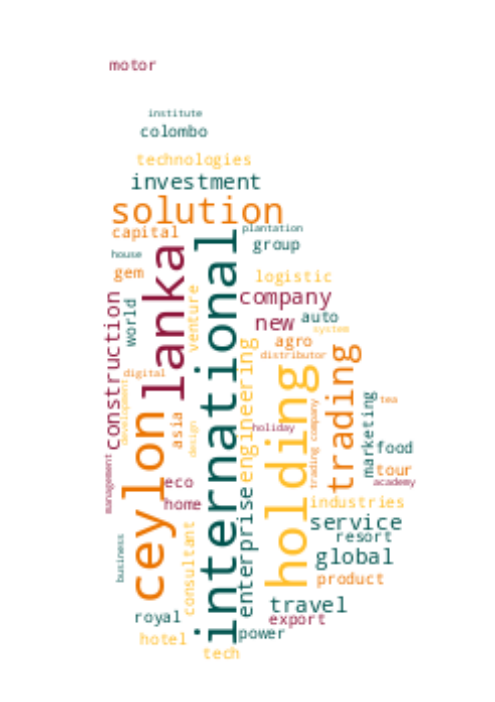 motor
institute
colombo
technologies
investment
solution
capital
plantation
group
house
gem
lanka
international
logistic
venture
construction
world
company
new
auto
system
agro
distributor
engineering
holding
trading
digital
development
ceylon
asia
design
holiday
trading company
marketing
tea
food
tour
academy
management
eco
home
enterprise
industries
service
resort
global
product
business
consultant
travel
export
royal
power
hotel
tech